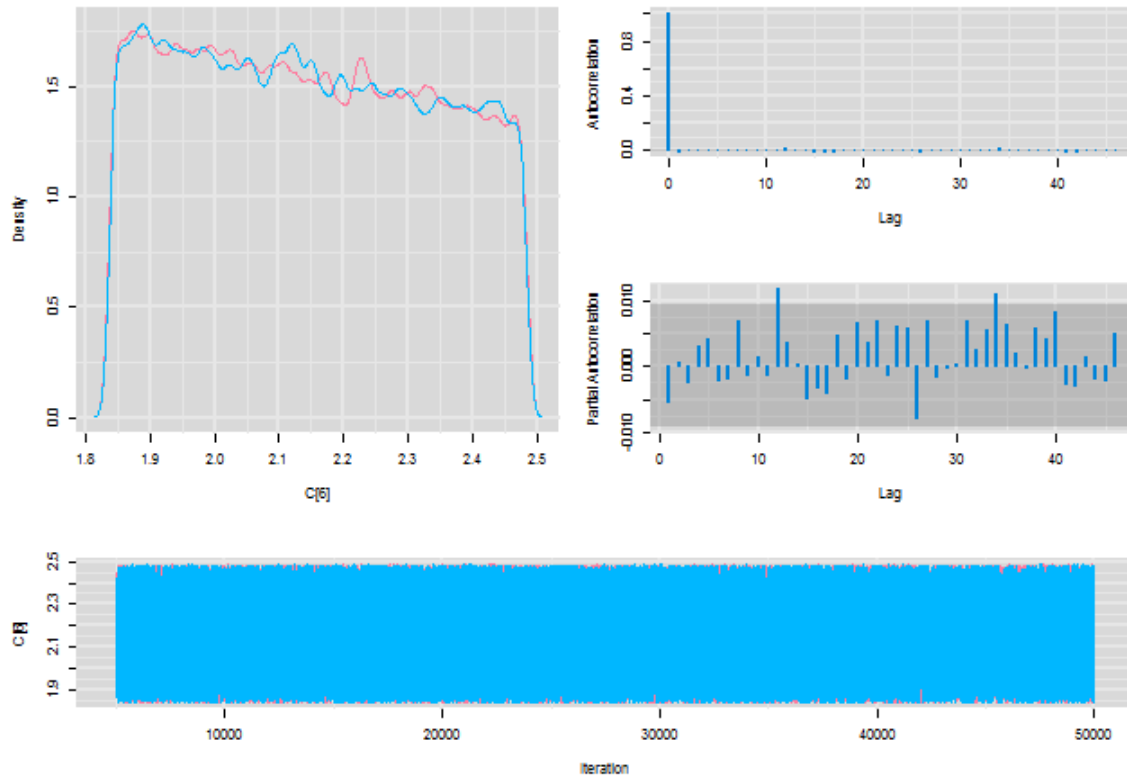 Density
0.0 0.5 1.0 1.5
1.8 1.9 2.0 2.1 2.2 2.3 2.4 2.5
C[6]
Autocorrelation
0.0 0.4 0.8
0 10 20 30 40
Lag
Partial Autocorrelation
-0.010 0.000 0.010
0 10 20 30 40
Lag
C[6]
1.9 2.1 2.3 2.5
10000 20000 30000 40000 50000
Iteration